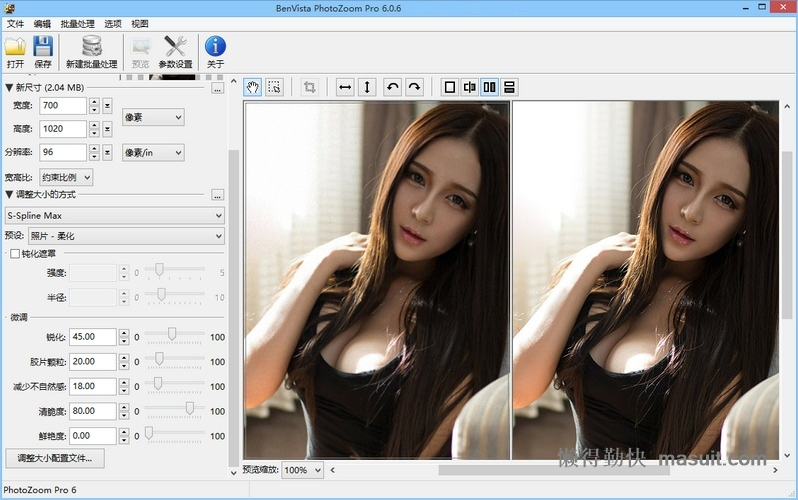 BenVista PhotoZoom Pro 6.0.6
文件 编辑 批量处理 选项 视图
打开 保存 新建批量处理 预览 参数设置 关于
新尺寸 (2.04 MB) ...
宽度: 700
像素
高度: 1020
分辨率: 96 像素/in
宽高比: 约束比例
调整大小的方式 ...
S-Spline Max
预设: 照片 - 柔化
钝化遮罩
强度: 0 5
半径: 0 10
微调
锐化: 45.00 0 100
胶片颗粒: 20.00 0 100
减少不自然感: 18.00 0 100
清脆度: 80.00 0 100
鲜艳度: 0.00 0 100
调整大小配置文件...
预览缩放: 100%
懒得勤快 masuit.com
PhotoZoom Pro 6